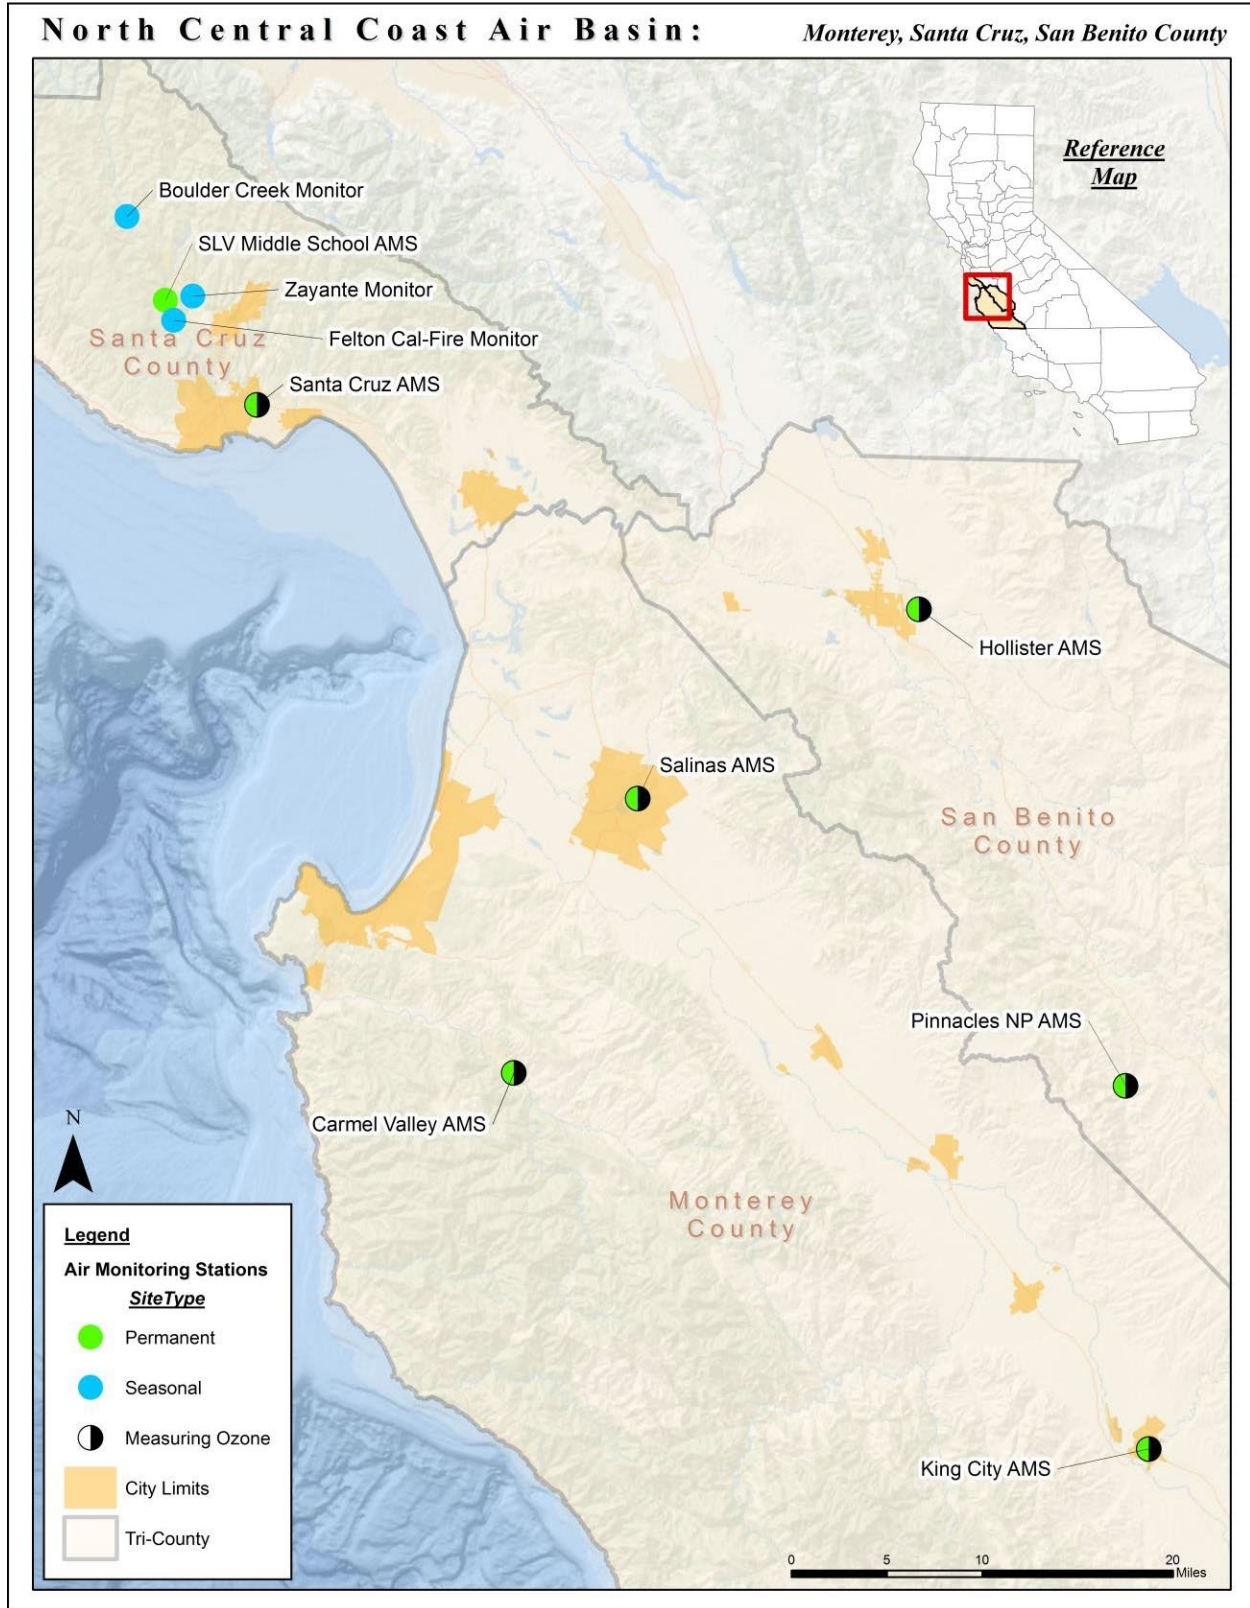 North Central Coast Air Basin:
Monterey, Santa Cruz, San Benito County
Reference
Map
Boulder Creek Monitor
SLV Middle School AMS
Zayante Monitor
Felton Cal-Fire Monitor
Santa Cruz
County
Santa Cruz AMS
Hollister AMS
Salinas AMS
San Benito
County
Pinnacles NP AMS
Carmel Valley AMS
Monterey
County
King City AMS
N
Legend
Air Monitoring Stations
SiteType
Permanent
Seasonal
Measuring Ozone
City Limits
Tri-County
0 5 10 20
Miles